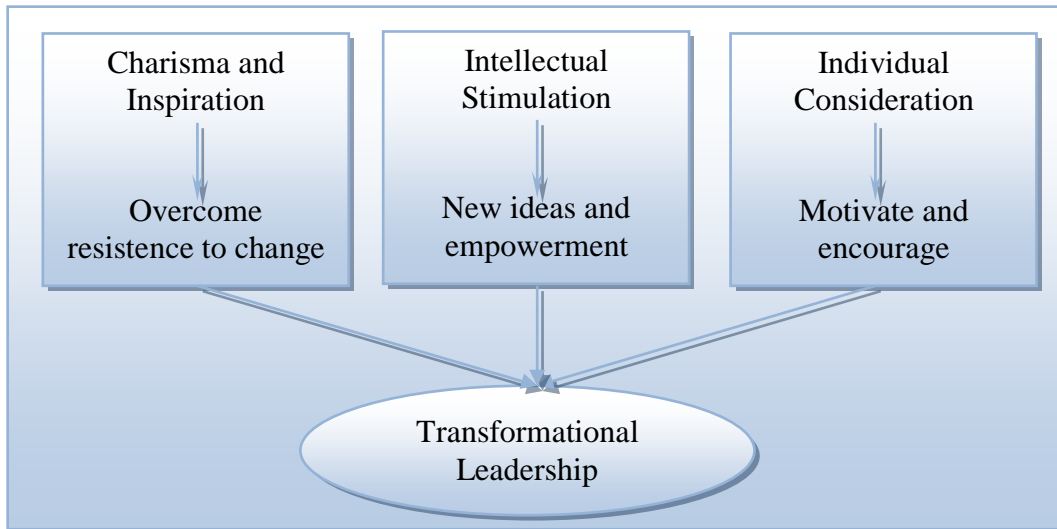 Charisma and
Inspiration
Overcome
resistence to change
Intellectual
Stimulation
New ideas and
empowerment
Individual
Consideration
Motivate and
encourage
Transformational
Leadership